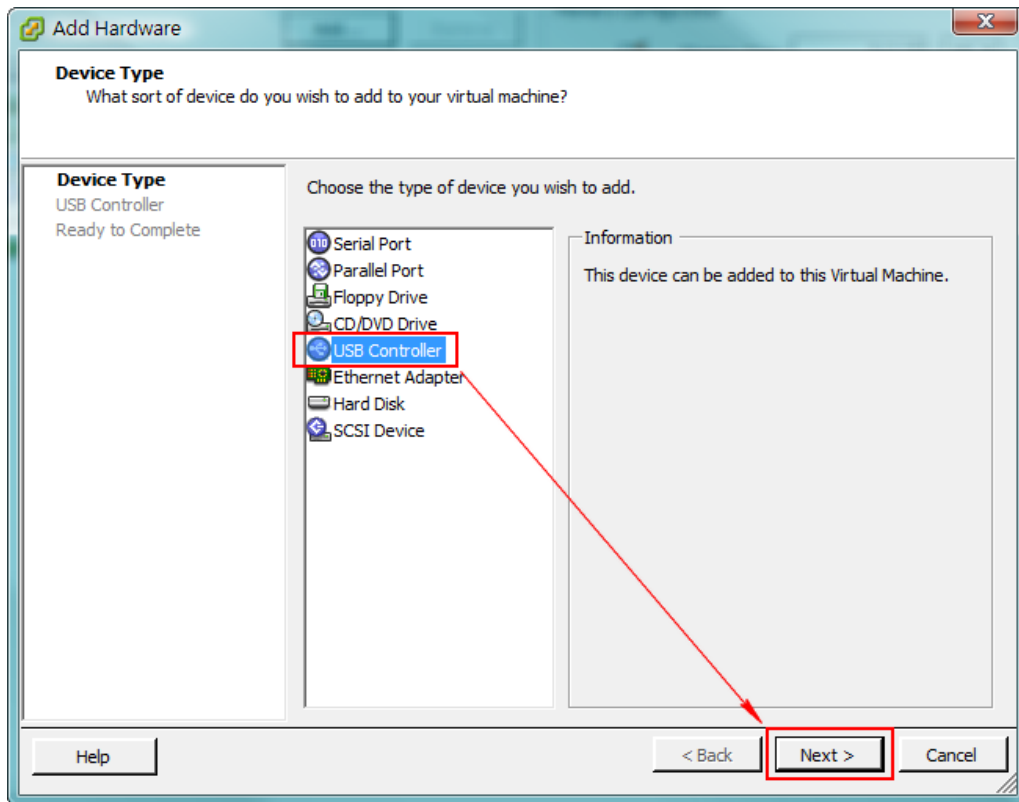 Add Hardware
Device Type
What sort of device do you wish to add to your virtual machine?
Device Type
USB Controller
Ready to Complete
Choose the type of device you wish to add.
Serial Port
Parallel Port
Floppy Drive
CD/DVD Drive
USB Controller
Ethernet Adapter
Hard Disk
SCSI Device
Information
This device can be added to this Virtual Machine.
Help
< Back
Next >
Cancel